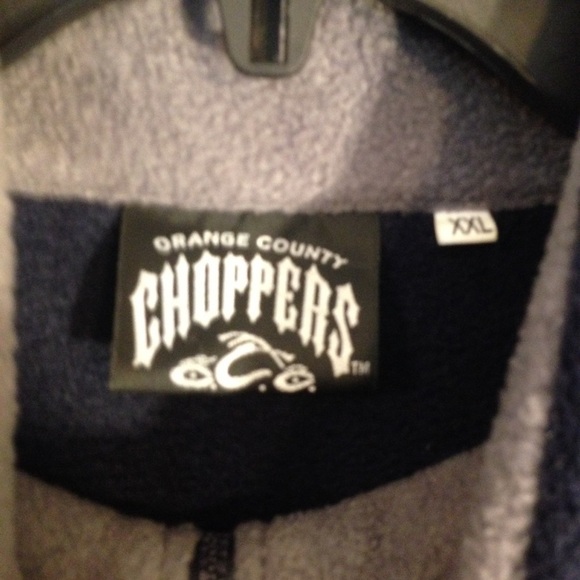 ORANGE COUNTY
CHOPPERS
TM
O.C.C.
XXL